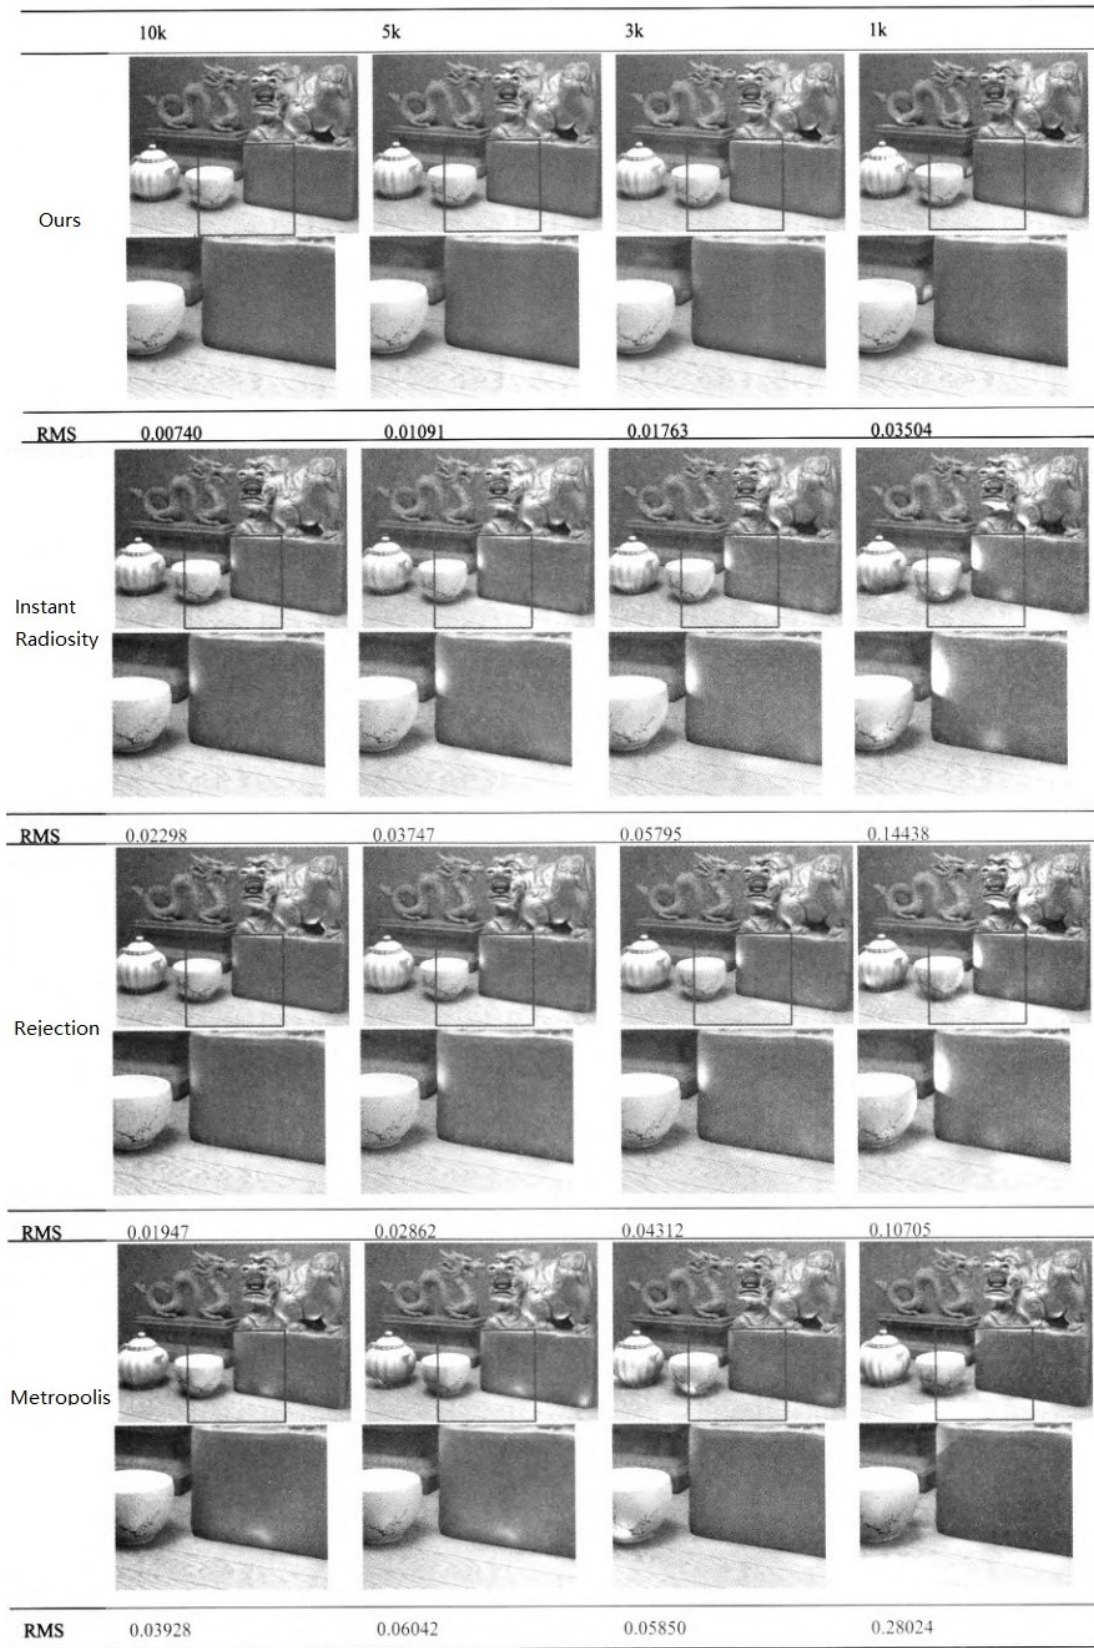 10k 5k 3k 1k
Ours
RMS 0.00740 0.01091 0.01763 0.03504
Instant
Radiosity
RMS 0.02298 0.03747 0.05795 0.14438
Rejection
RMS 0.01947 0.02862 0.04312 0.10705
Metropolis
RMS 0.03928 0.06042 0.05850 0.28024